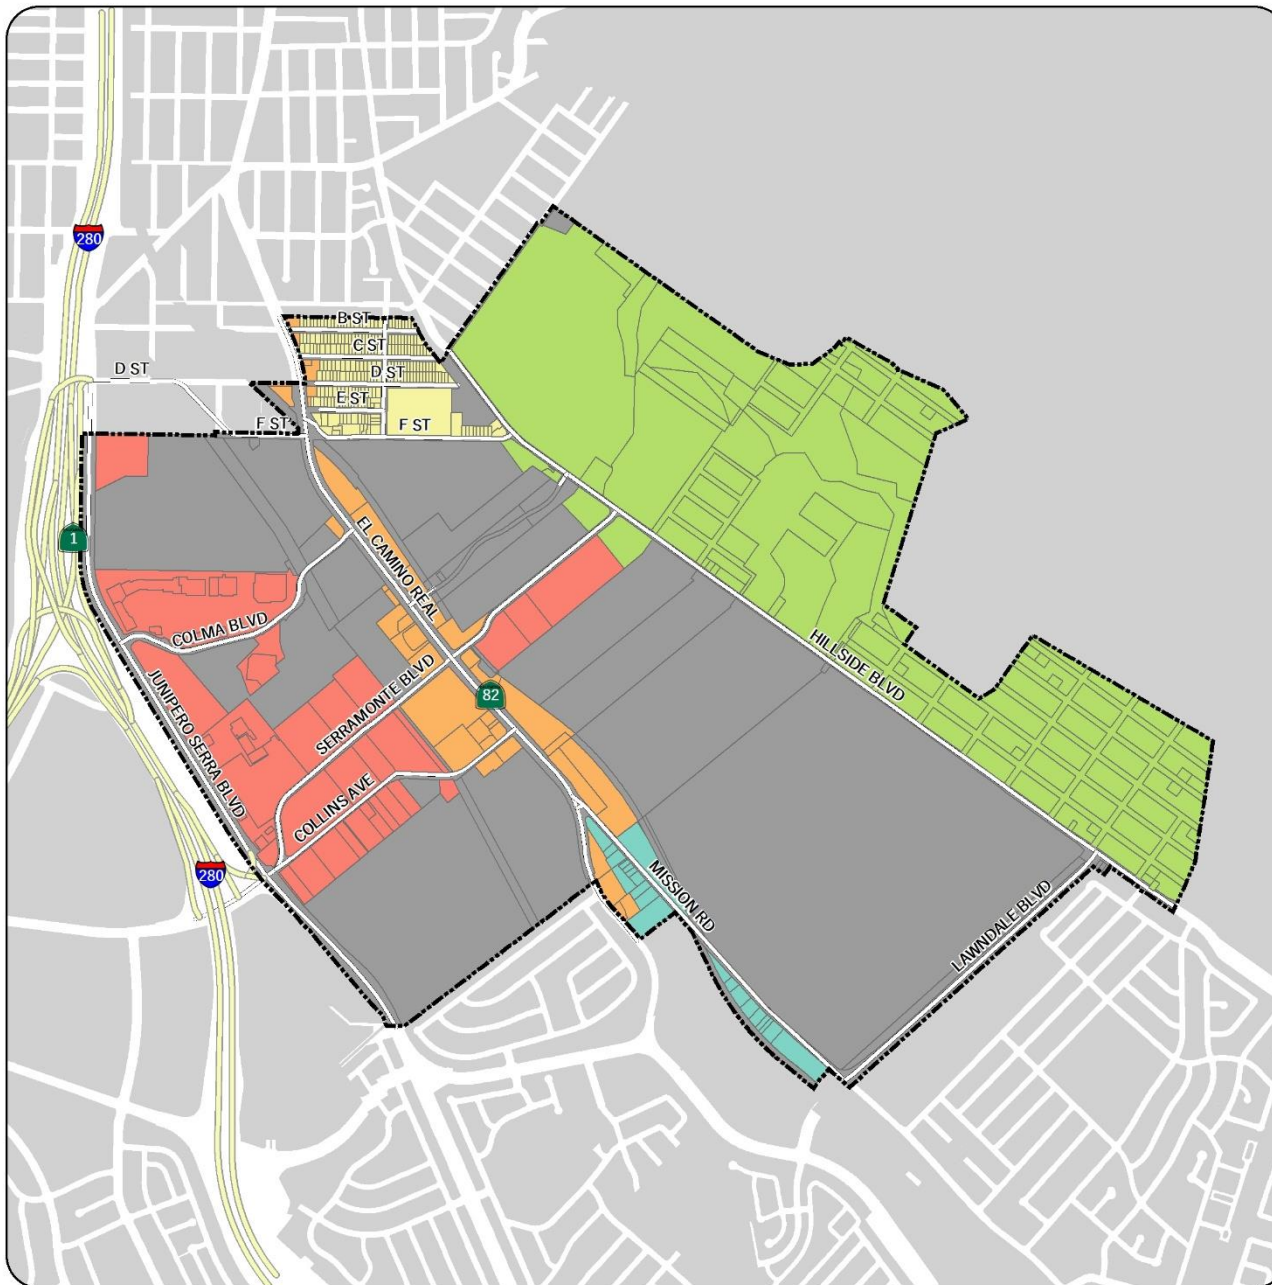 280
B ST
C ST
D ST
D ST
E ST
F ST
F ST
1
EL CAMINO REAL
COLMA BLVD
SERRAMONTE BLVD
HILLSIDE BLVD
82
JUNIPERO SERRA BLVD
COLLINS AVE
280
MISSION RD
LAWNDALE BLVD